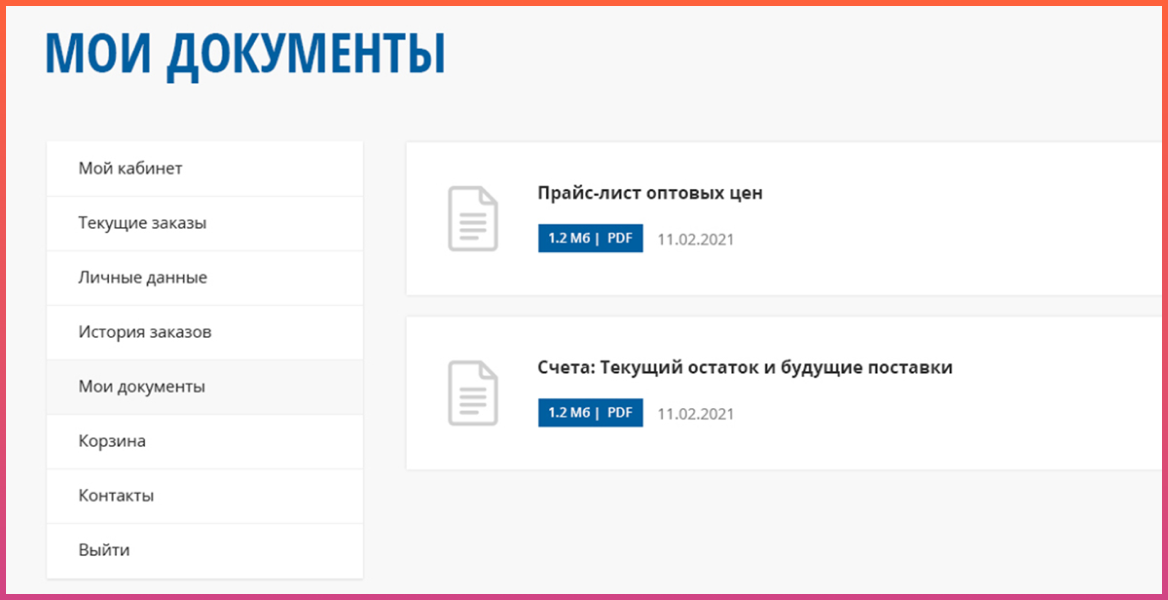 МОИ ДОКУМЕНТЫ
Мой кабинет
Текущие заказы
Личные данные
История заказов
Мои документы
Корзина
Контакты
Выйти
Прайс-лист оптовых цен
1.2 Мб | PDF 11.02.2021
Счета: Текущий остаток и будущие поставки
1.2 Мб | PDF 11.02.2021